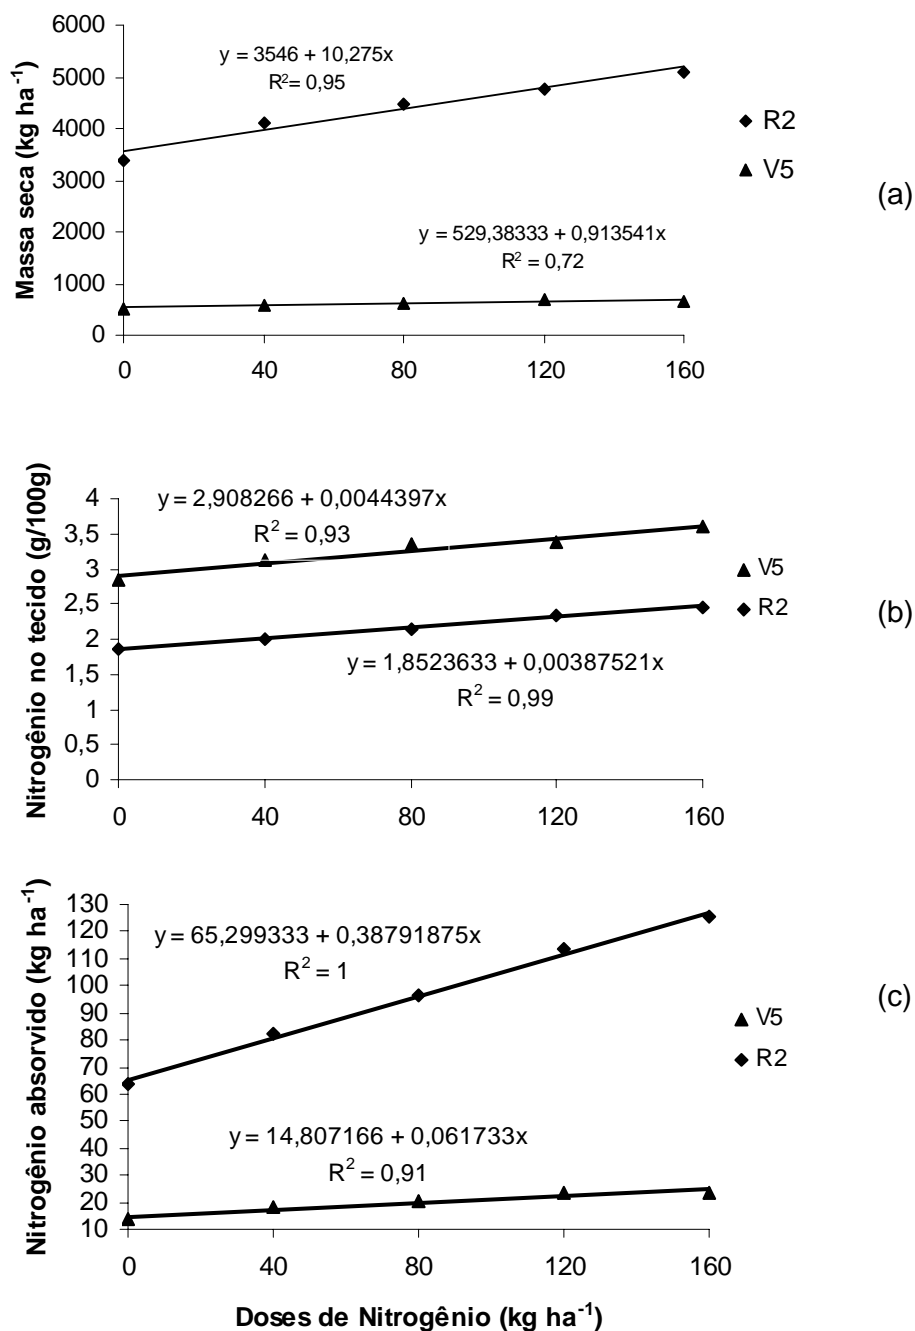 6000
5000
4000
3000
2000
1000
0
Massa seca (kg ha⁻¹)
y = 3546 + 10,275x
R²= 0,95
y = 529,38333 + 0,913541x
R² = 0,72
0 40 80 120 160
R2
V5
(a)
4
3,5
3
2,5
2
1,5
1
0,5
0
Nitrogênio no tecido (g/100g)
y = 2,908266 + 0,0044397x
R² = 0,93
y = 1,8523633 + 0,00387521x
R² = 0,99
0 40 80 120 160
V5
R2
(b)
130
120
110
100
90
80
70
60
50
40
30
20
10
Nitrogênio absorvido (kg ha⁻¹)
y = 65,299333 + 0,38791875x
R² = 1
y = 14,807166 + 0,061733x
R² = 0,91
0 40 80 120 160
V5
R2
(c)
Doses de Nitrogênio (kg ha⁻¹)